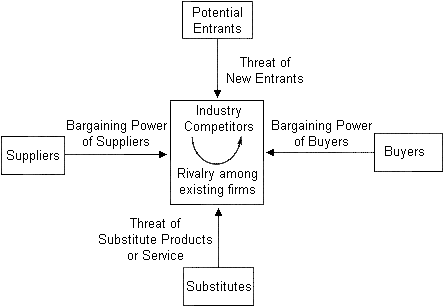 Potential
Entrants
Threat of
New Entrants
Industry
Competitors
Bargaining Power
of Suppliers
Bargaining Power
of Buyers
Suppliers
Buyers
Rivalry among
existing firms
Threat of
Substitute Products
or Service
Substitutes